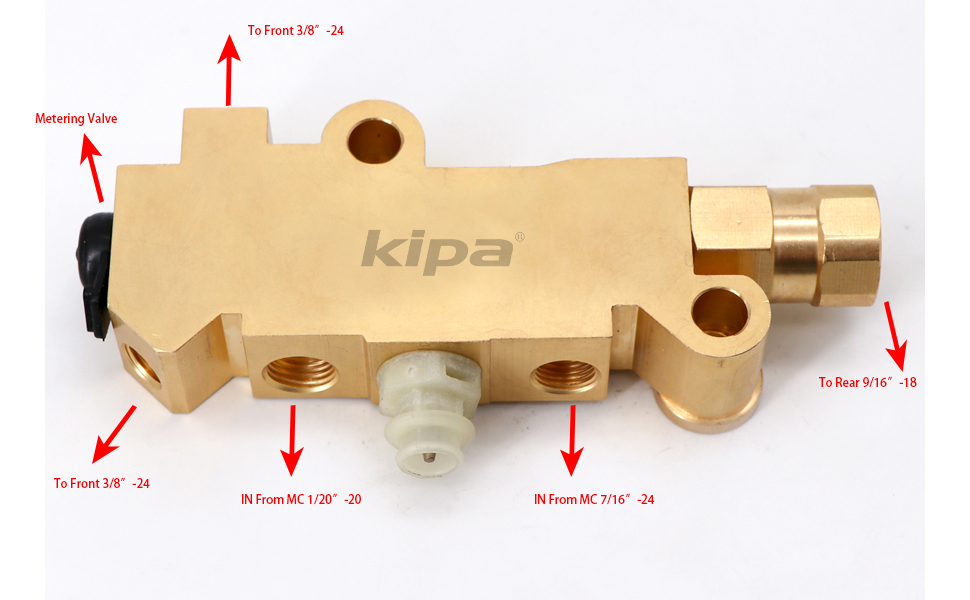 To Front 3/8" -24
Metering Valve
kipa®
To Rear 9/16" -18
To Front 3/8" -24
IN From MC 1/20" -20
IN From MC 7/16" -24